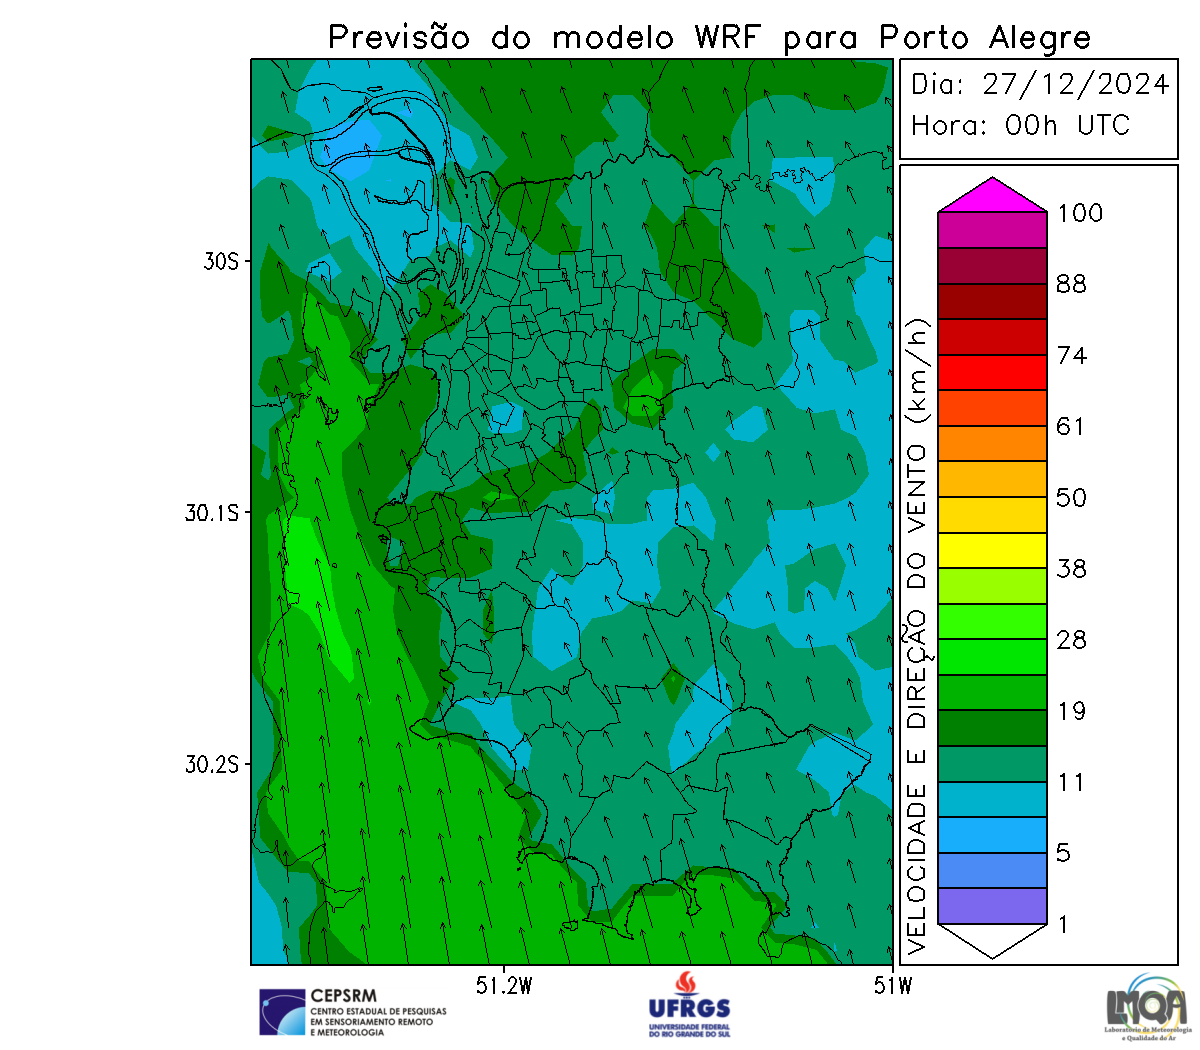 Previsão do modelo WRF para Porto Alegre
Dia: 27/12/2024
Hora: 00h UTC
100
88
74
61
50
38
28
19
11
5
1
VELOCIDADE E DIREÇÃO DO VENTO (km/h)
30S
30.1S
30.2S
51.2W
51W
CEPSRM
CENTRO ESTADUAL DE PESQUISAS
EM SENSORIAMENTO REMOTO
E METEOROLOGIA
UFRGS
UNIVERSIDADE FEDERAL
DO RIO GRANDE DO SUL
LMQA
Laboratório de Meteorologia
e Qualidade do Ar